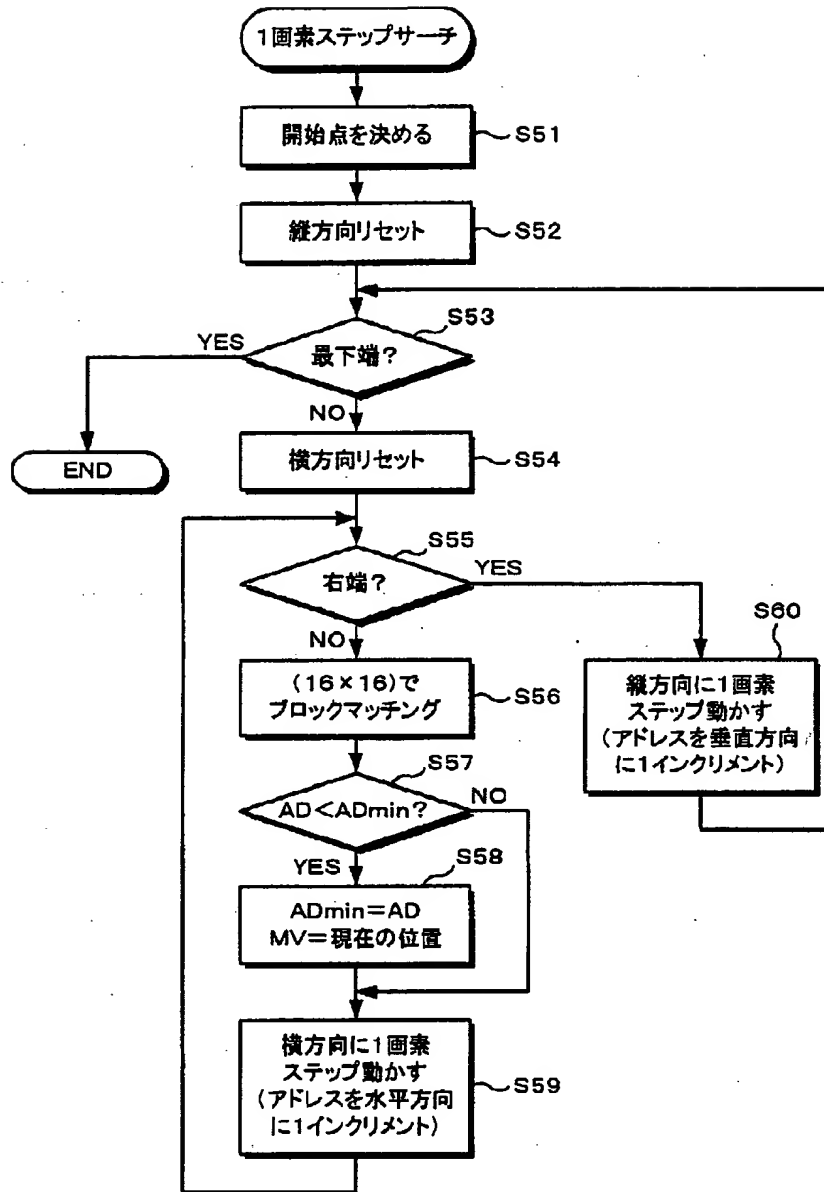 1画素ステップサーチ
開始点を決める
S51
縦方向リセット
S52
S53
YES
最下端?
NO
END
横方向リセット
S54
S55
右端?
YES
NO
S60
(16×16)で
ブロックマッチング
S56
縦方向に1画素
ステップ動かす
(アドレスを垂直方向
に1インクリメント)
S57
AD<ADmin?
NO
YES
S58
ADmin=AD
MV=現在の位置
横方向に1画素
ステップ動かす
(アドレスを水平方向
に1インクリメント)
S59